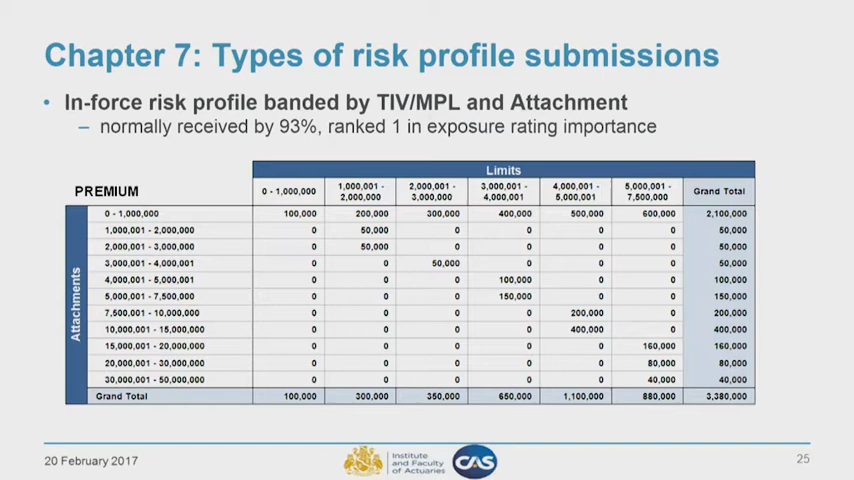 Chapter 7: Types of risk profile submissions
• In-force risk profile banded by TIV/MPL and Attachment
– normally received by 93%, ranked 1 in exposure rating importance
Limits
PREMIUM 0 - 1,000,000 1,000,001 - 2,000,000 2,000,001 - 3,000,000 3,000,001 - 4,000,001 4,000,001 - 5,000,001 5,000,001 - 7,500,000 Grand Total
Attachments
0 - 1,000,000 100,000 200,000 300,000 400,000 500,000 600,000 2,100,000
1,000,001 - 2,000,000 0 50,000 0 0 0 0 50,000
2,000,001 - 3,000,000 0 50,000 0 0 0 0 50,000
3,000,001 - 4,000,001 0 0 50,000 0 0 0 50,000
4,000,001 - 5,000,001 0 0 0 100,000 0 0 100,000
5,000,001 - 7,500,000 0 0 0 150,000 0 0 150,000
7,500,001 - 10,000,000 0 0 0 0 200,000 0 200,000
10,000,001 - 15,000,000 0 0 0 0 400,000 0 400,000
15,000,001 - 20,000,000 0 0 0 0 0 160,000 160,000
20,000,001 - 30,000,000 0 0 0 0 0 80,000 80,000
30,000,001 - 50,000,000 0 0 0 0 0 40,000 40,000
Grand Total 100,000 300,000 350,000 650,000 1,100,000 880,000 3,380,000
20 February 2017
Institute
and Faculty
of Actuaries
CAS
25